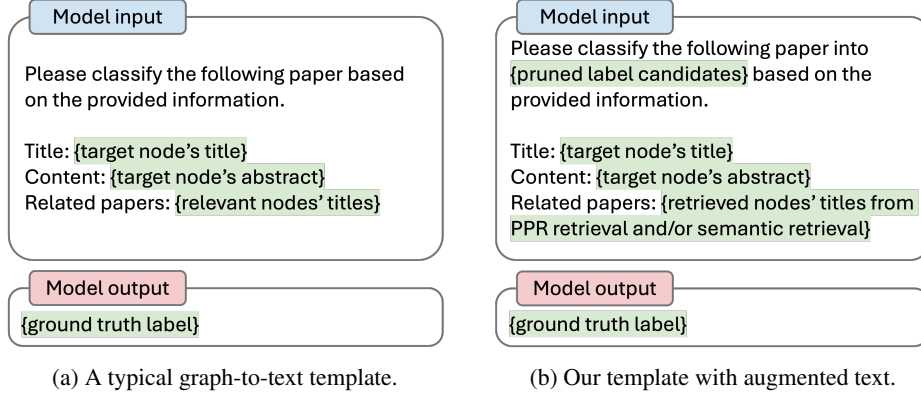 Model input
Please classify the following paper based
on the provided information.
Title: {target node's title}
Content: {target node's abstract}
Related papers: {relevant nodes' titles}
Model output
{ground truth label}
(a) A typical graph-to-text template.
Model input
Please classify the following paper into
{pruned label candidates} based on the
provided information.
Title: {target node's title}
Content: {target node's abstract}
Related papers: {retrieved nodes' titles from
PPR retrieval and/or semantic retrieval}
Model output
{ground truth label}
(b) Our template with augmented text.